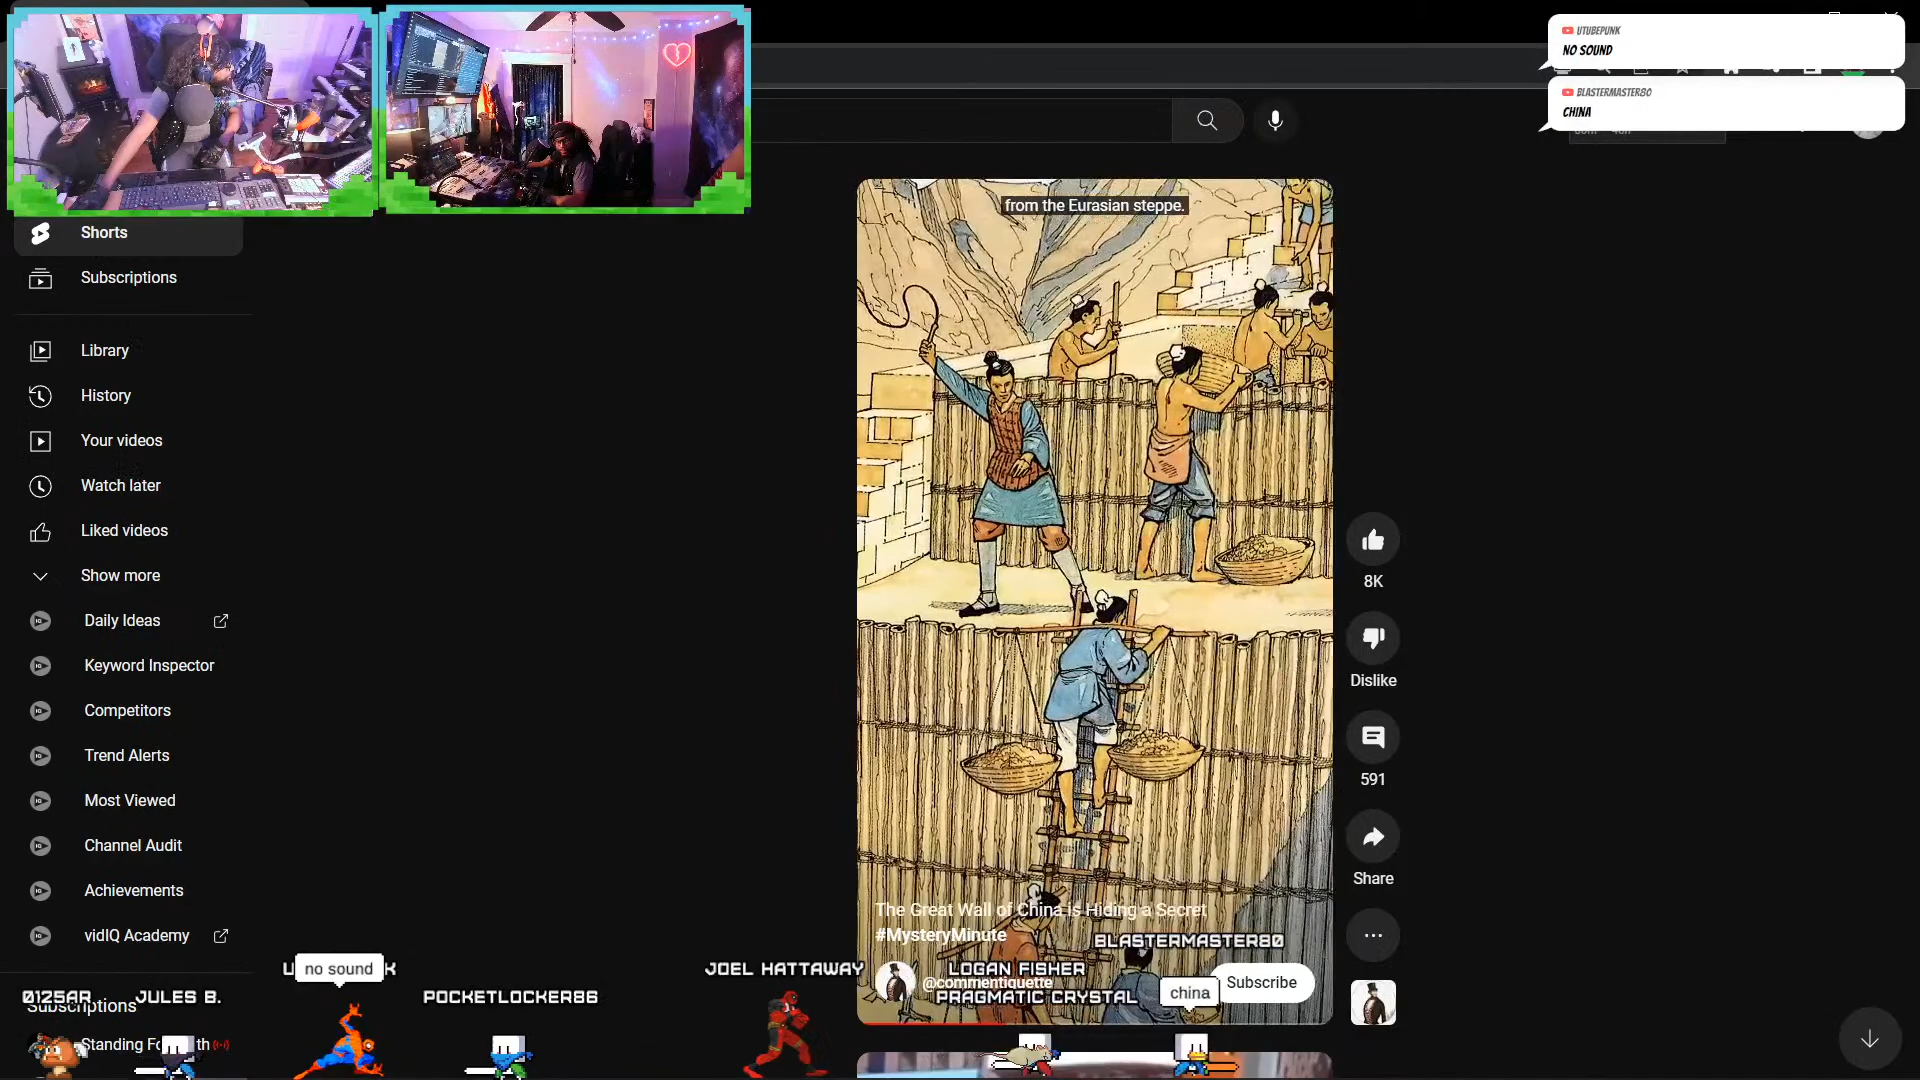 UTUBEPUNK
NO SOUND
BLASTERMASTER80
CHINA
from the Eurasian steppe.
Shorts
Subscriptions
Library
History
Your videos
Watch later
Liked videos
Show more
Daily Ideas
Keyword Inspector
Competitors
Trend Alerts
Most Viewed
Channel Audit
Achievements
vidIQ Academy
Subscriptions
8K
Dislike
591
Share
The Great Wall of China is Hiding a Secret
#MysteryMinute
@commentiquette
Subscribe
BLASTERMASTER80
LOGAN FISHER
PRAGMATIC CRYSTAL
china
JOEL HATTAWAY
no sound
POCKETLOCKER86
0125AR
JULES B.
Standing